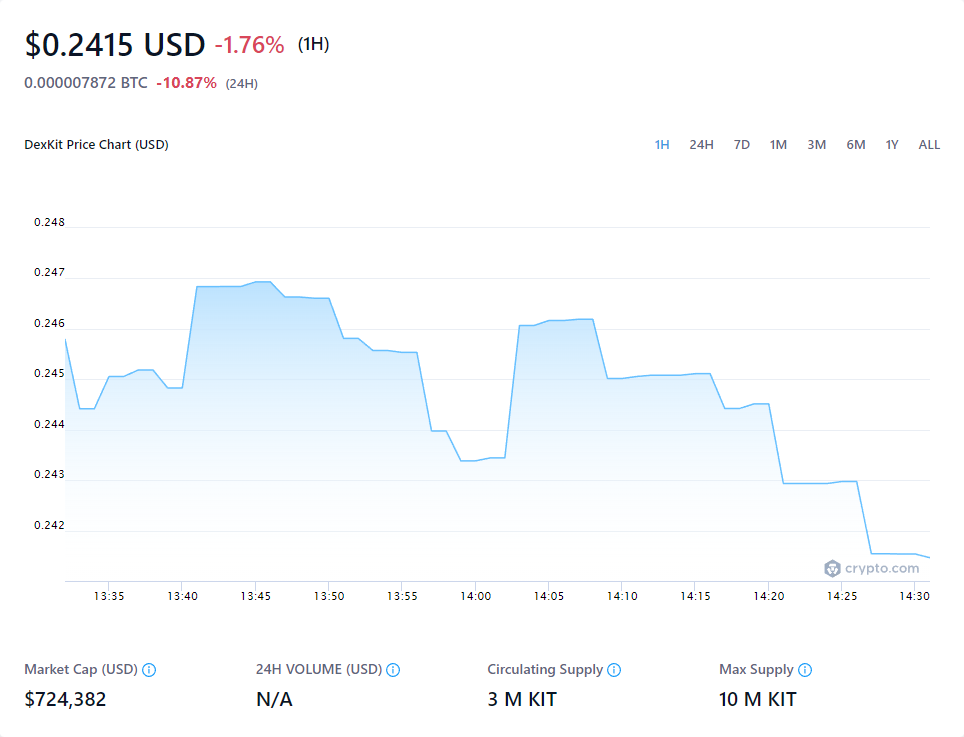 $0.2415 USD -1.76% (1H)
0.000007872 BTC -10.87% (24H)
DexKit Price Chart (USD) 1H 24H 7D 1M 3M 6M 1Y ALL
0.248
0.247
0.246
0.245
0.244
0.243
0.242
crypto.com
13:35 13:40 13:45 13:50 13:55 14:00 14:05 14:10 14:15 14:20 14:25 14:30
Market Cap (USD) 24H VOLUME (USD) Circulating Supply Max Supply
$724,382 N/A 3 M KIT 10 M KIT